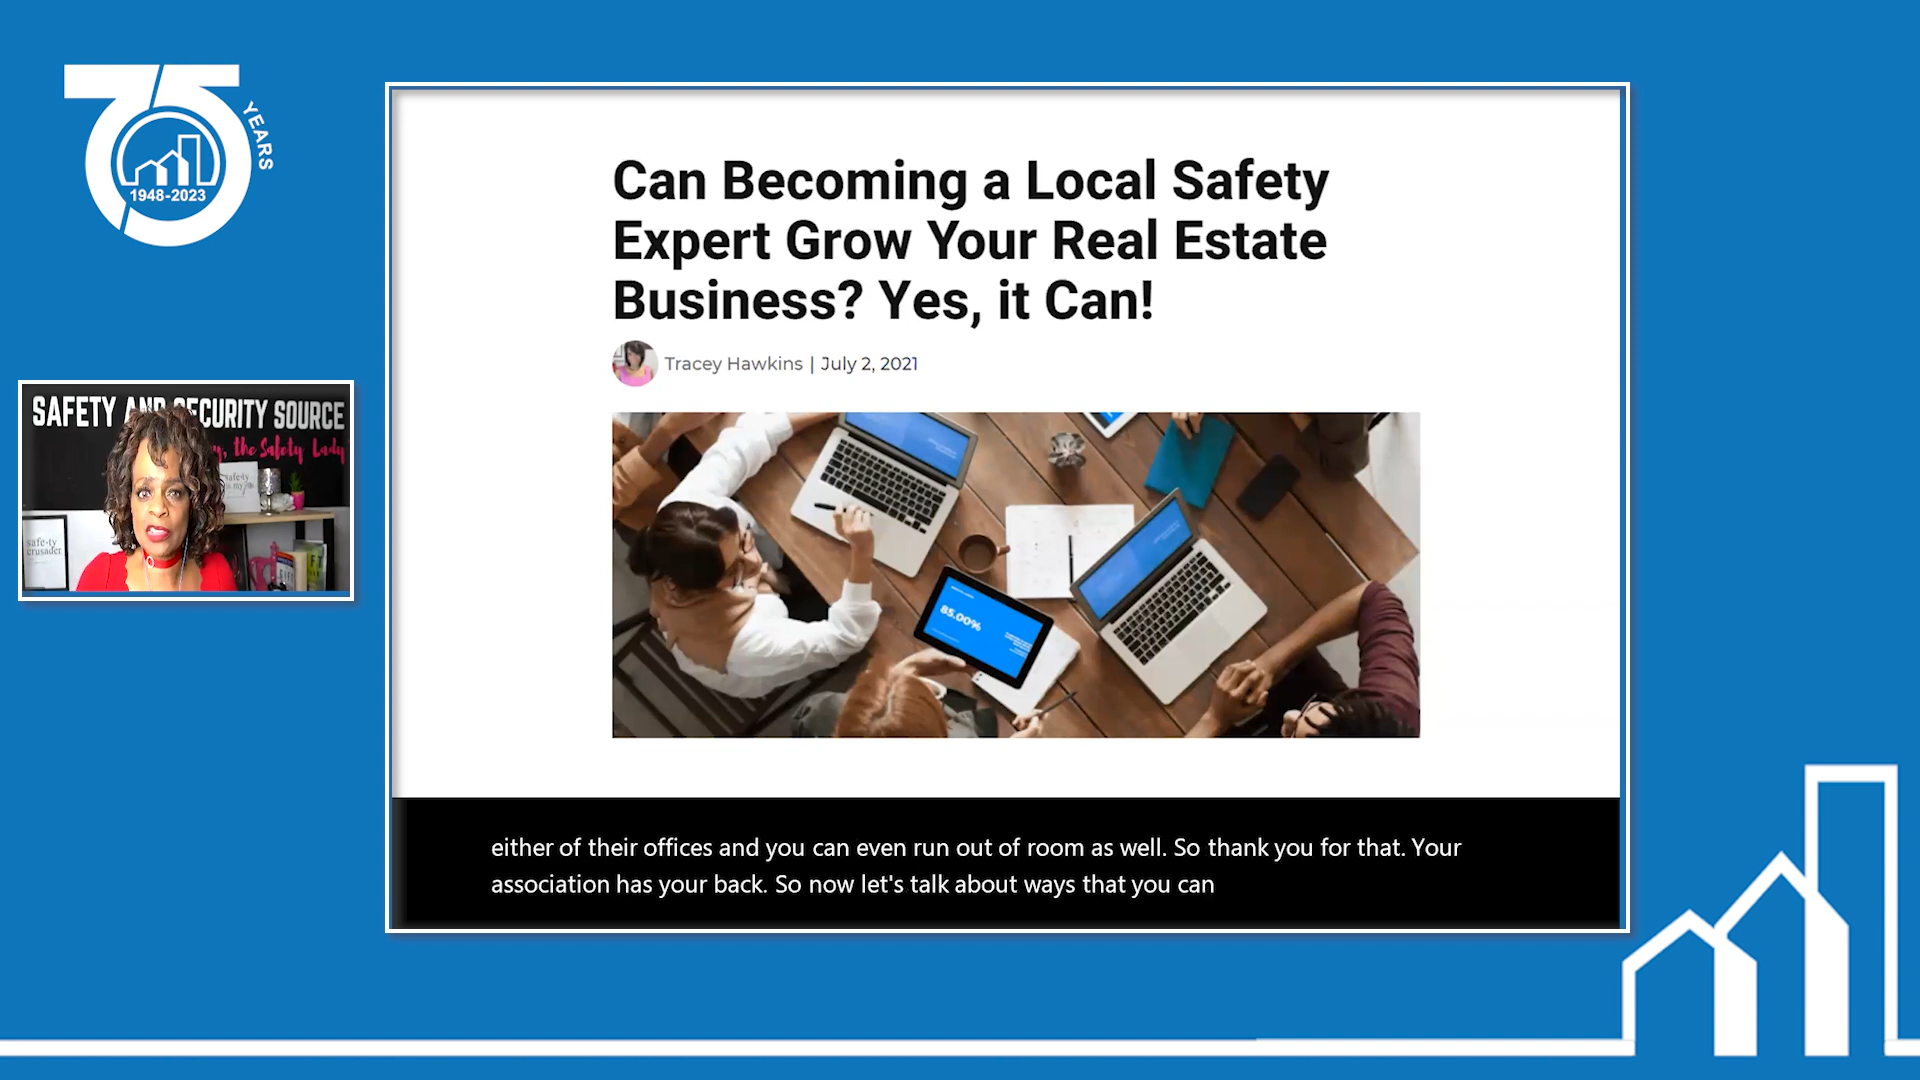 75
YEARS
1948-2023
SAFETY AND SECURITY SOURCE
the Safety Lady
safe·ty
safe·ty
crusader
Can Becoming a Local Safety
Expert Grow Your Real Estate
Business? Yes, it Can!
Tracey Hawkins | July 2, 2021
85.00%
either of their offices and you can even run out of room as well. So thank you for that. Your
association has your back. So now let's talk about ways that you can